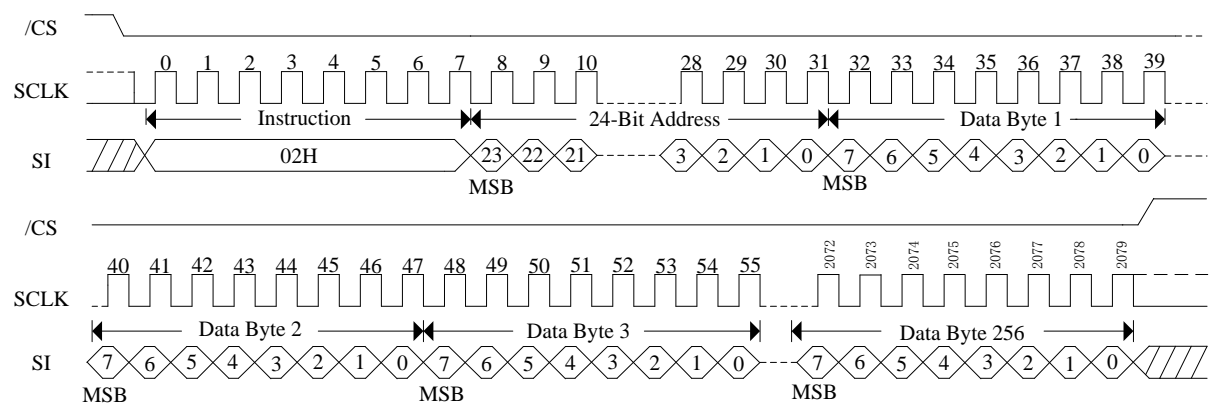 /CS
0 1 2 3 4 5 6 7 8 9 10 28 29 30 31 32 33 34 35 36 37 38 39
SCLK
Instruction 24-Bit Address Data Byte 1
SI 02H 23 22 21 3 2 1 0 7 6 5 4 3 2 1 0
MSB MSB
/CS
40 41 42 43 44 45 46 47 48 49 50 51 52 53 54 55 2072 2073 2074 2075 2076 2077 2078 2079
SCLK
Data Byte 2 Data Byte 3 Data Byte 256
SI 7 6 5 4 3 2 1 0 7 6 5 4 3 2 1 0 7 6 5 4 3 2 1 0
MSB MSB MSB